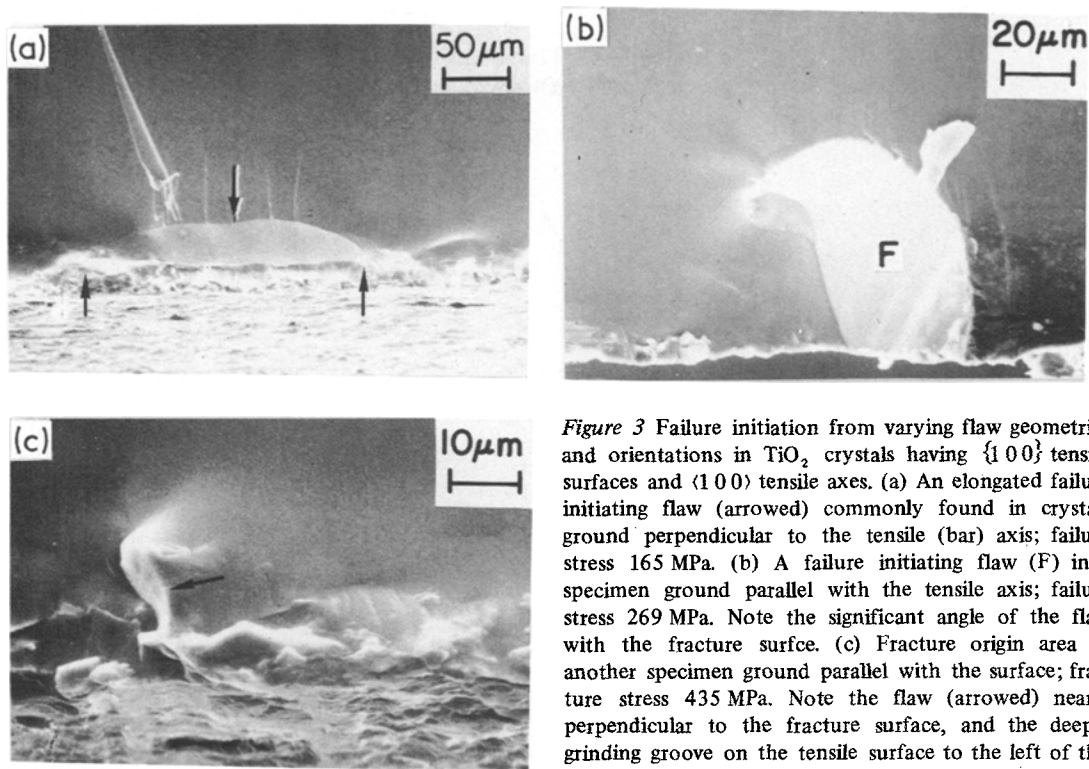 (a)
50μm
(b)
20μm
F
(c)
10μm
Figure 3 Failure initiation from varying flaw geometri
and orientations in TiO₂ crystals having {1 0 0} tensi
surfaces and ⟨1 0 0⟩ tensile axes. (a) An elongated failu
initiating flaw (arrowed) commonly found in crysta
ground perpendicular to the tensile (bar) axis; failu
stress 165 MPa. (b) A failure initiating flaw (F) in
specimen ground parallel with the tensile axis; failu
stress 269 MPa. Note the significant angle of the fla
with the fracture surfce. (c) Fracture origin area
another specimen ground parallel with the surface; fra
ture stress 435 MPa. Note the flaw (arrowed) near
perpendicular to the fracture surface, and the deep
grinding groove on the tensile surface to the left of th